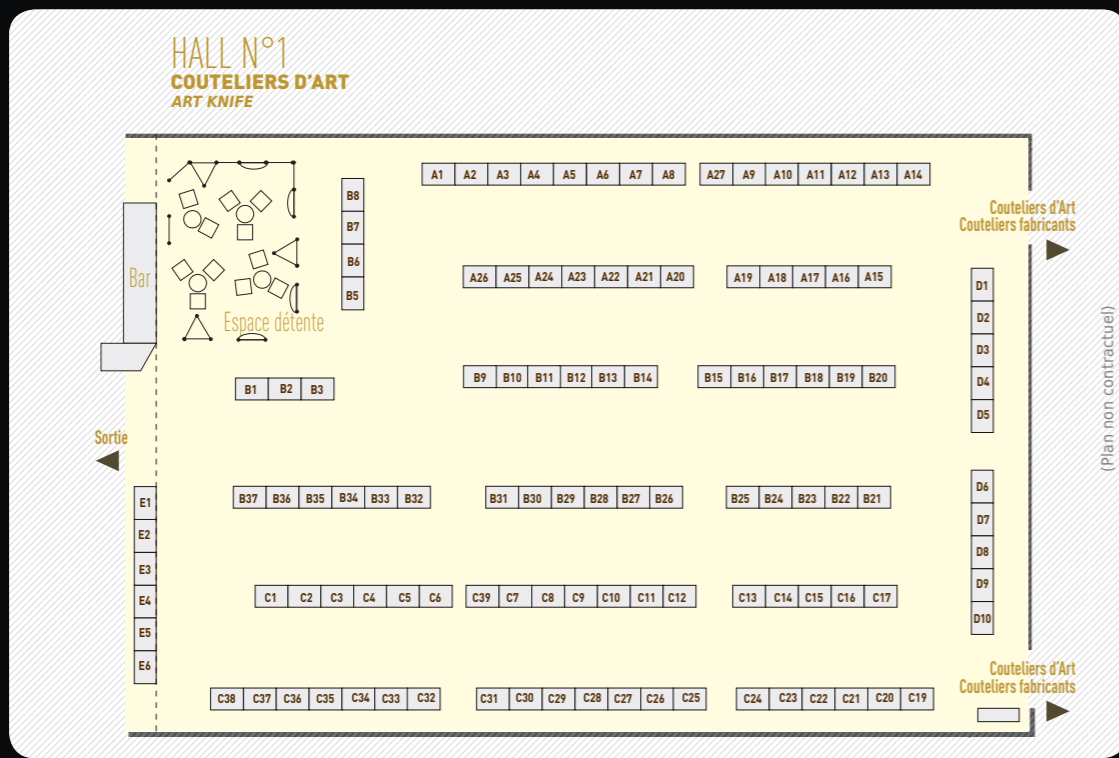 HALL N°1
COUTELIERS D'ART
ART KNIFE
A1 A2 A3 A4 A5 A6 A7 A8 A27 A9 A10 A11 A12 A13 A14
B8
B7
B6
B5
Couteliers d'Art
Couteliers fabricants
Bar
Espace détente
A26 A25 A24 A23 A22 A21 A20 A19 A18 A17 A16 A15
D1
D2
D3
D4
D5
(Plan non contractuel)
B1 B2 B3
B9 B10 B11 B12 B13 B14 B15 B16 B17 B18 B19 B20
Sortie
B37 B36 B35 B34 B33 B32 B31 B30 B29 B28 B27 B26 B25 B24 B23 B22 B21
E1
E2
E3
E4
E5
E6
D6
D7
D8
D9
D10
C1 C2 C3 C4 C5 C6 C39 C7 C8 C9 C10 C11 C12 C13 C14 C15 C16 C17
Couteliers d'Art
Couteliers fabricants
C38 C37 C36 C35 C34 C33 C32 C31 C30 C29 C28 C27 C26 C25 C24 C23 C22 C21 C20 C19